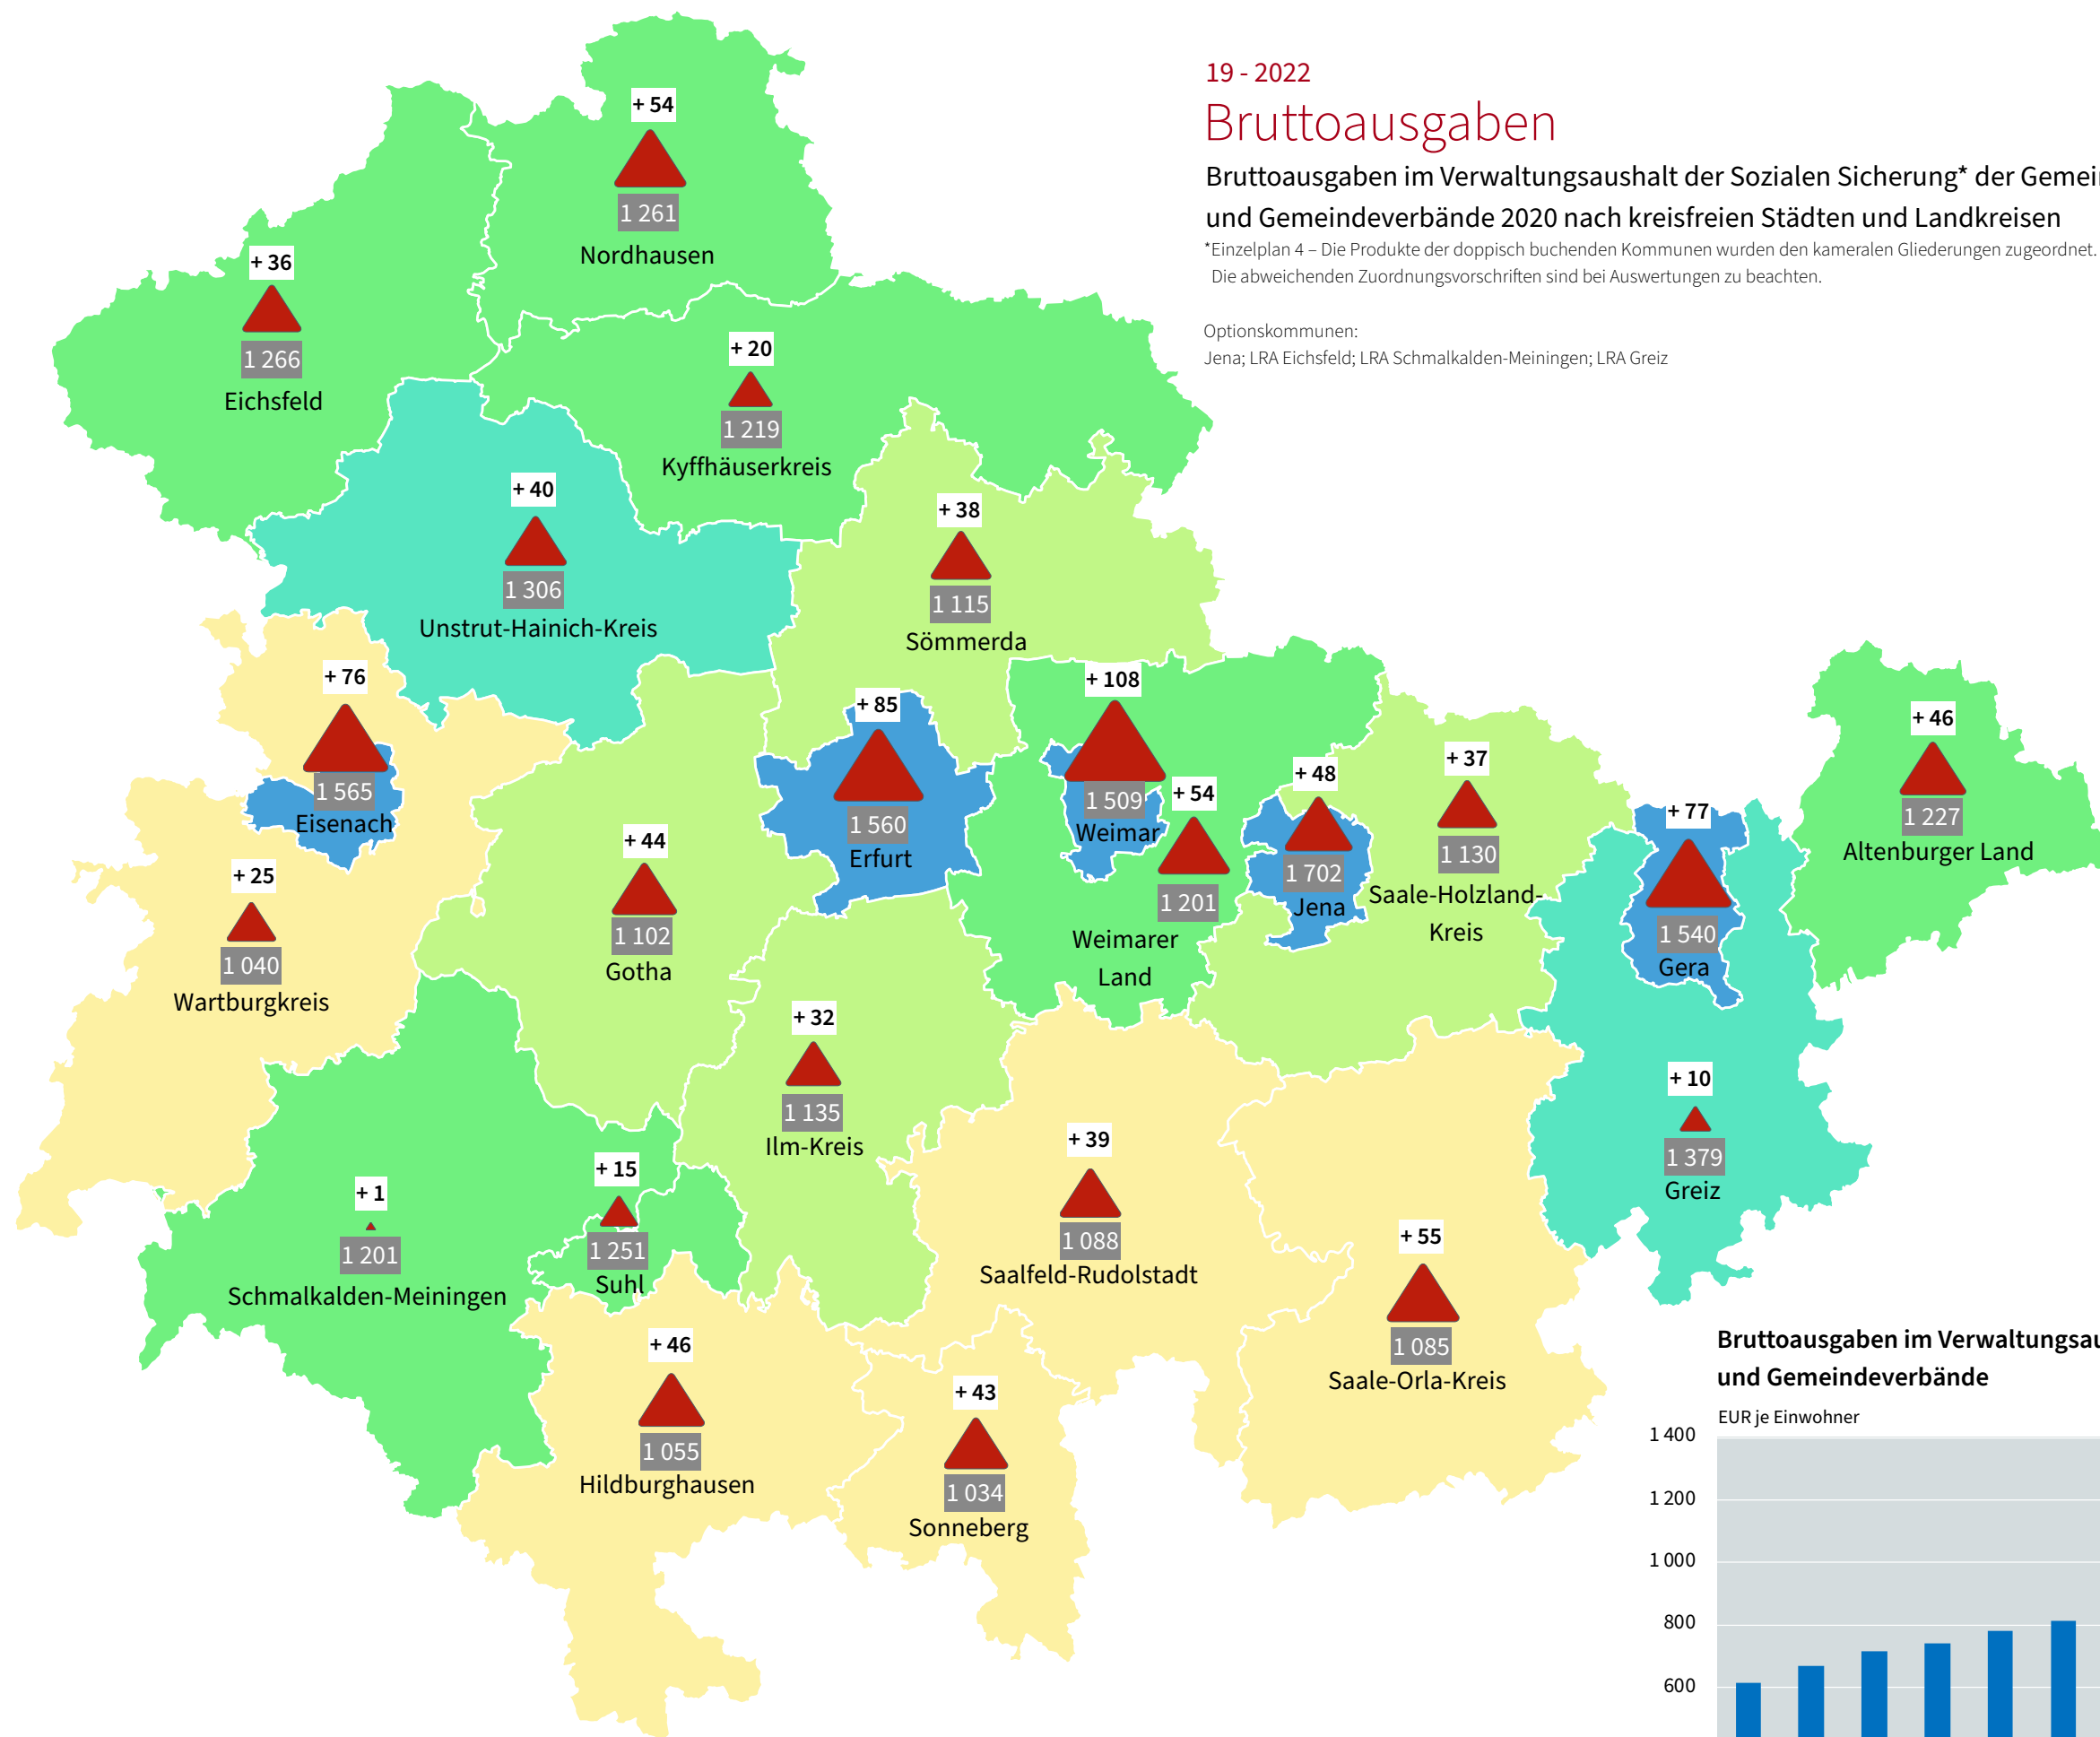 19 - 2022
Bruttoausgaben
Bruttoausgaben im Verwaltungsaushalt der Sozialen Sicherung* der
und Gemeindeverbände 2020 nach kreisfreien Städten und Landkreisen
*Einzelplan 4 – Die Produkte der doppisch buchenden Kommunen wurden den kameralen Gliederungen zugeordnet.
Die abweichenden Zuordnungsvorschriften sind bei Auswertungen zu beachten.
Optionskommunen:
Jena; LRA Eichsfeld; LRA Schmalkalden-Meiningen; LRA Greiz
+ 54
1 261
Nordhausen
+ 36
1 266
Eichsfeld
+ 20
1 219
Kyffhäuserkreis
+ 40
1 306
Unstrut-Hainich-Kreis
+ 38
1 115
Sömmerda
+ 76
1 565
Eisenach
+ 85
1 560
Erfurt
+ 108
1 509
Weimar
+ 54
1 201
Weimarer
Land
+ 48
1 702
Jena
+ 37
1 130
Saale-Holzland-
Kreis
+ 77
1 540
Gera
+ 46
1 227
Altenburger Land
+ 25
1 040
Wartburgkreis
+ 44
1 102
Gotha
+ 32
1 135
Ilm-Kreis
+ 10
1 379
Greiz
+ 1
1 201
Schmalkalden-Meiningen
+ 15
1 251
Suhl
+ 39
1 088
Saalfeld-Rudolstadt
+ 55
1 085
Saale-Orla-Kreis
+ 46
1 055
Hildburghausen
+ 43
1 034
Sonneberg
Bruttoausgaben im
und Gemeindeverbände
EUR je Einwohner
1 400
1 200
1 000
800
600